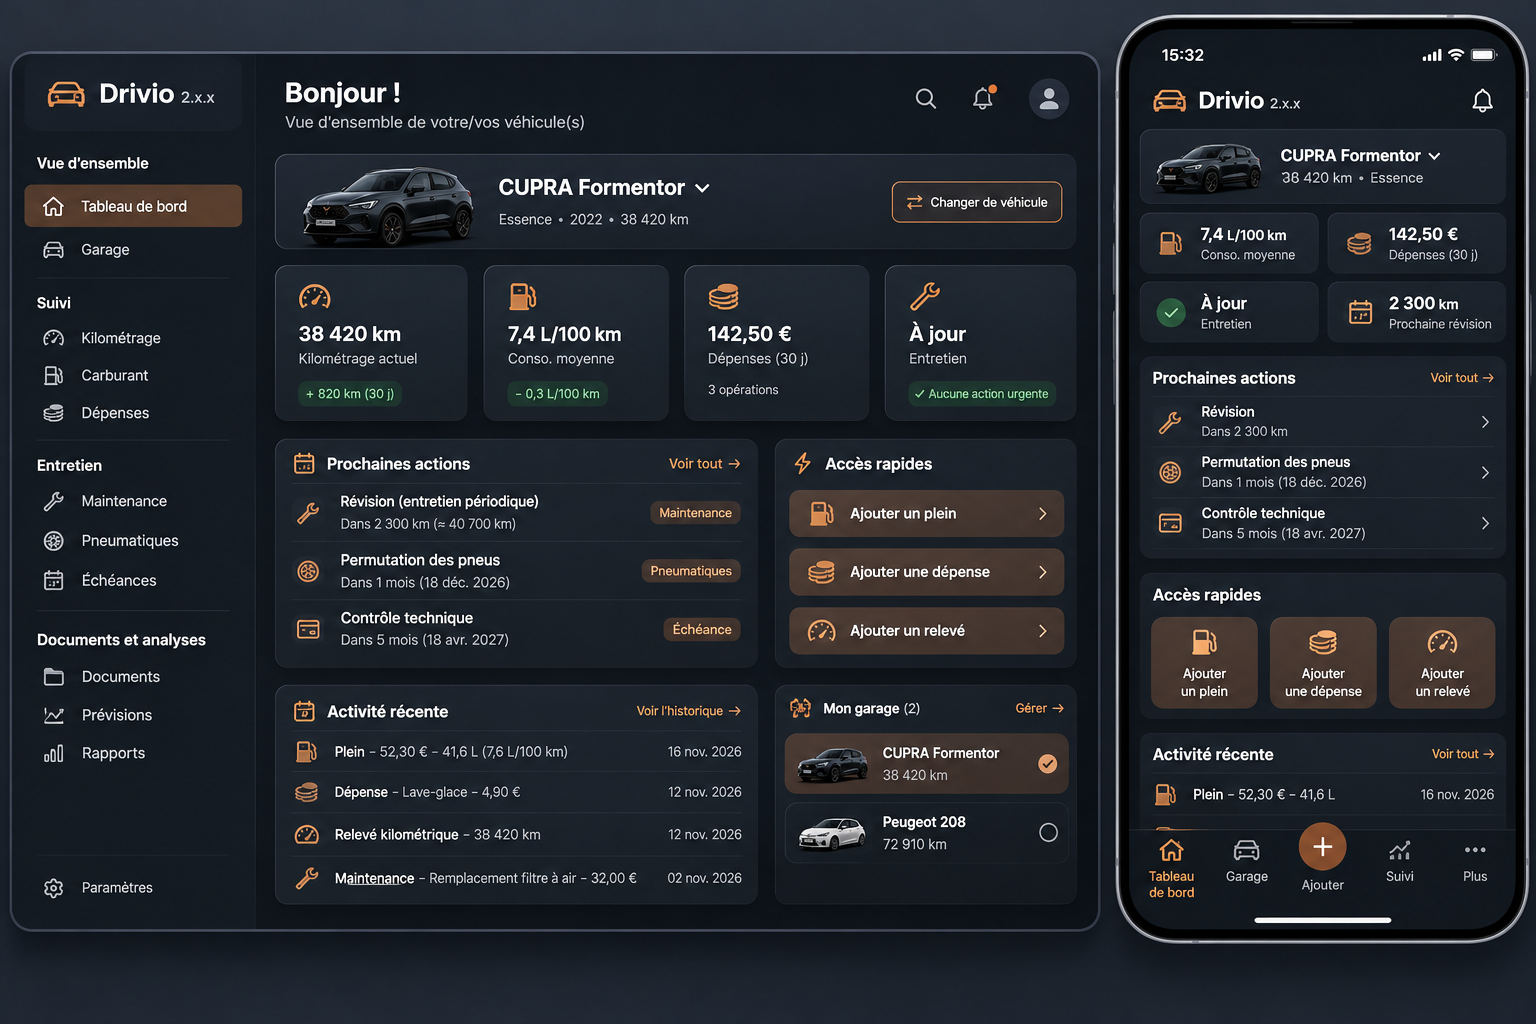 Drivio 2.x.x
Vue d'ensemble
Tableau de bord
Garage
Suivi
Kilométrage
Carburant
Dépenses
Entretien
Maintenance
Pneumatiques
Échéances
Documents et analyses
Documents
Prévisions
Rapports
Paramètres
Bonjour !
Vue d'ensemble de votre/vos véhicule(s)
CUPRA Formentor
Essence • 2022 • 38 420 km
Changer de véhicule
38 420 km
Kilométrage actuel
+ 820 km (30 j)
7,4 L/100 km
Conso. moyenne
− 0,3 L/100 km
142,50 €
Dépenses (30 j)
3 opérations
À jour
Entretien
Aucune action urgente
Prochaines actions
Voir tout →
Révision (entretien périodique)
Dans 2 300 km (≈ 40 700 km)
Maintenance
Permutation des pneus
Dans 1 mois (18 déc. 2026)
Pneumatiques
Contrôle technique
Dans 5 mois (18 avr. 2027)
Échéance
Accès rapides
Ajouter un plein
Ajouter une dépense
Ajouter un relevé
Activité récente
Voir l'historique →
Plein – 52,30 € – 41,6 L (7,6 L/100 km)
16 nov. 2026
Dépense – Lave-glace – 4,90 €
12 nov. 2026
Relevé kilométrique – 38 420 km
12 nov. 2026
Maintenance – Remplacement filtre à air – 32,00 €
02 nov. 2026
Mon garage (2)
Gérer →
CUPRA Formentor
38 420 km
Peugeot 208
72 910 km
15:32
Drivio 2.x.x
CUPRA Formentor
38 420 km • Essence
7,4 L/100 km
Conso. moyenne
142,50 €
Dépenses (30 j)
À jour
Entretien
2 300 km
Prochaine révision
Prochaines actions
Voir tout →
Révision
Dans 2 300 km
Permutation des pneus
Dans 1 mois (18 déc. 2026)
Contrôle technique
Dans 5 mois (18 avr. 2027)
Accès rapides
Ajouter
un plein
Ajouter
une dépense
Ajouter
un relevé
Activité récente
Voir tout →
Plein – 52,30 € – 41,6 L
16 nov. 2026
Tableau
de bord
Garage
Ajouter
Suivi
Plus